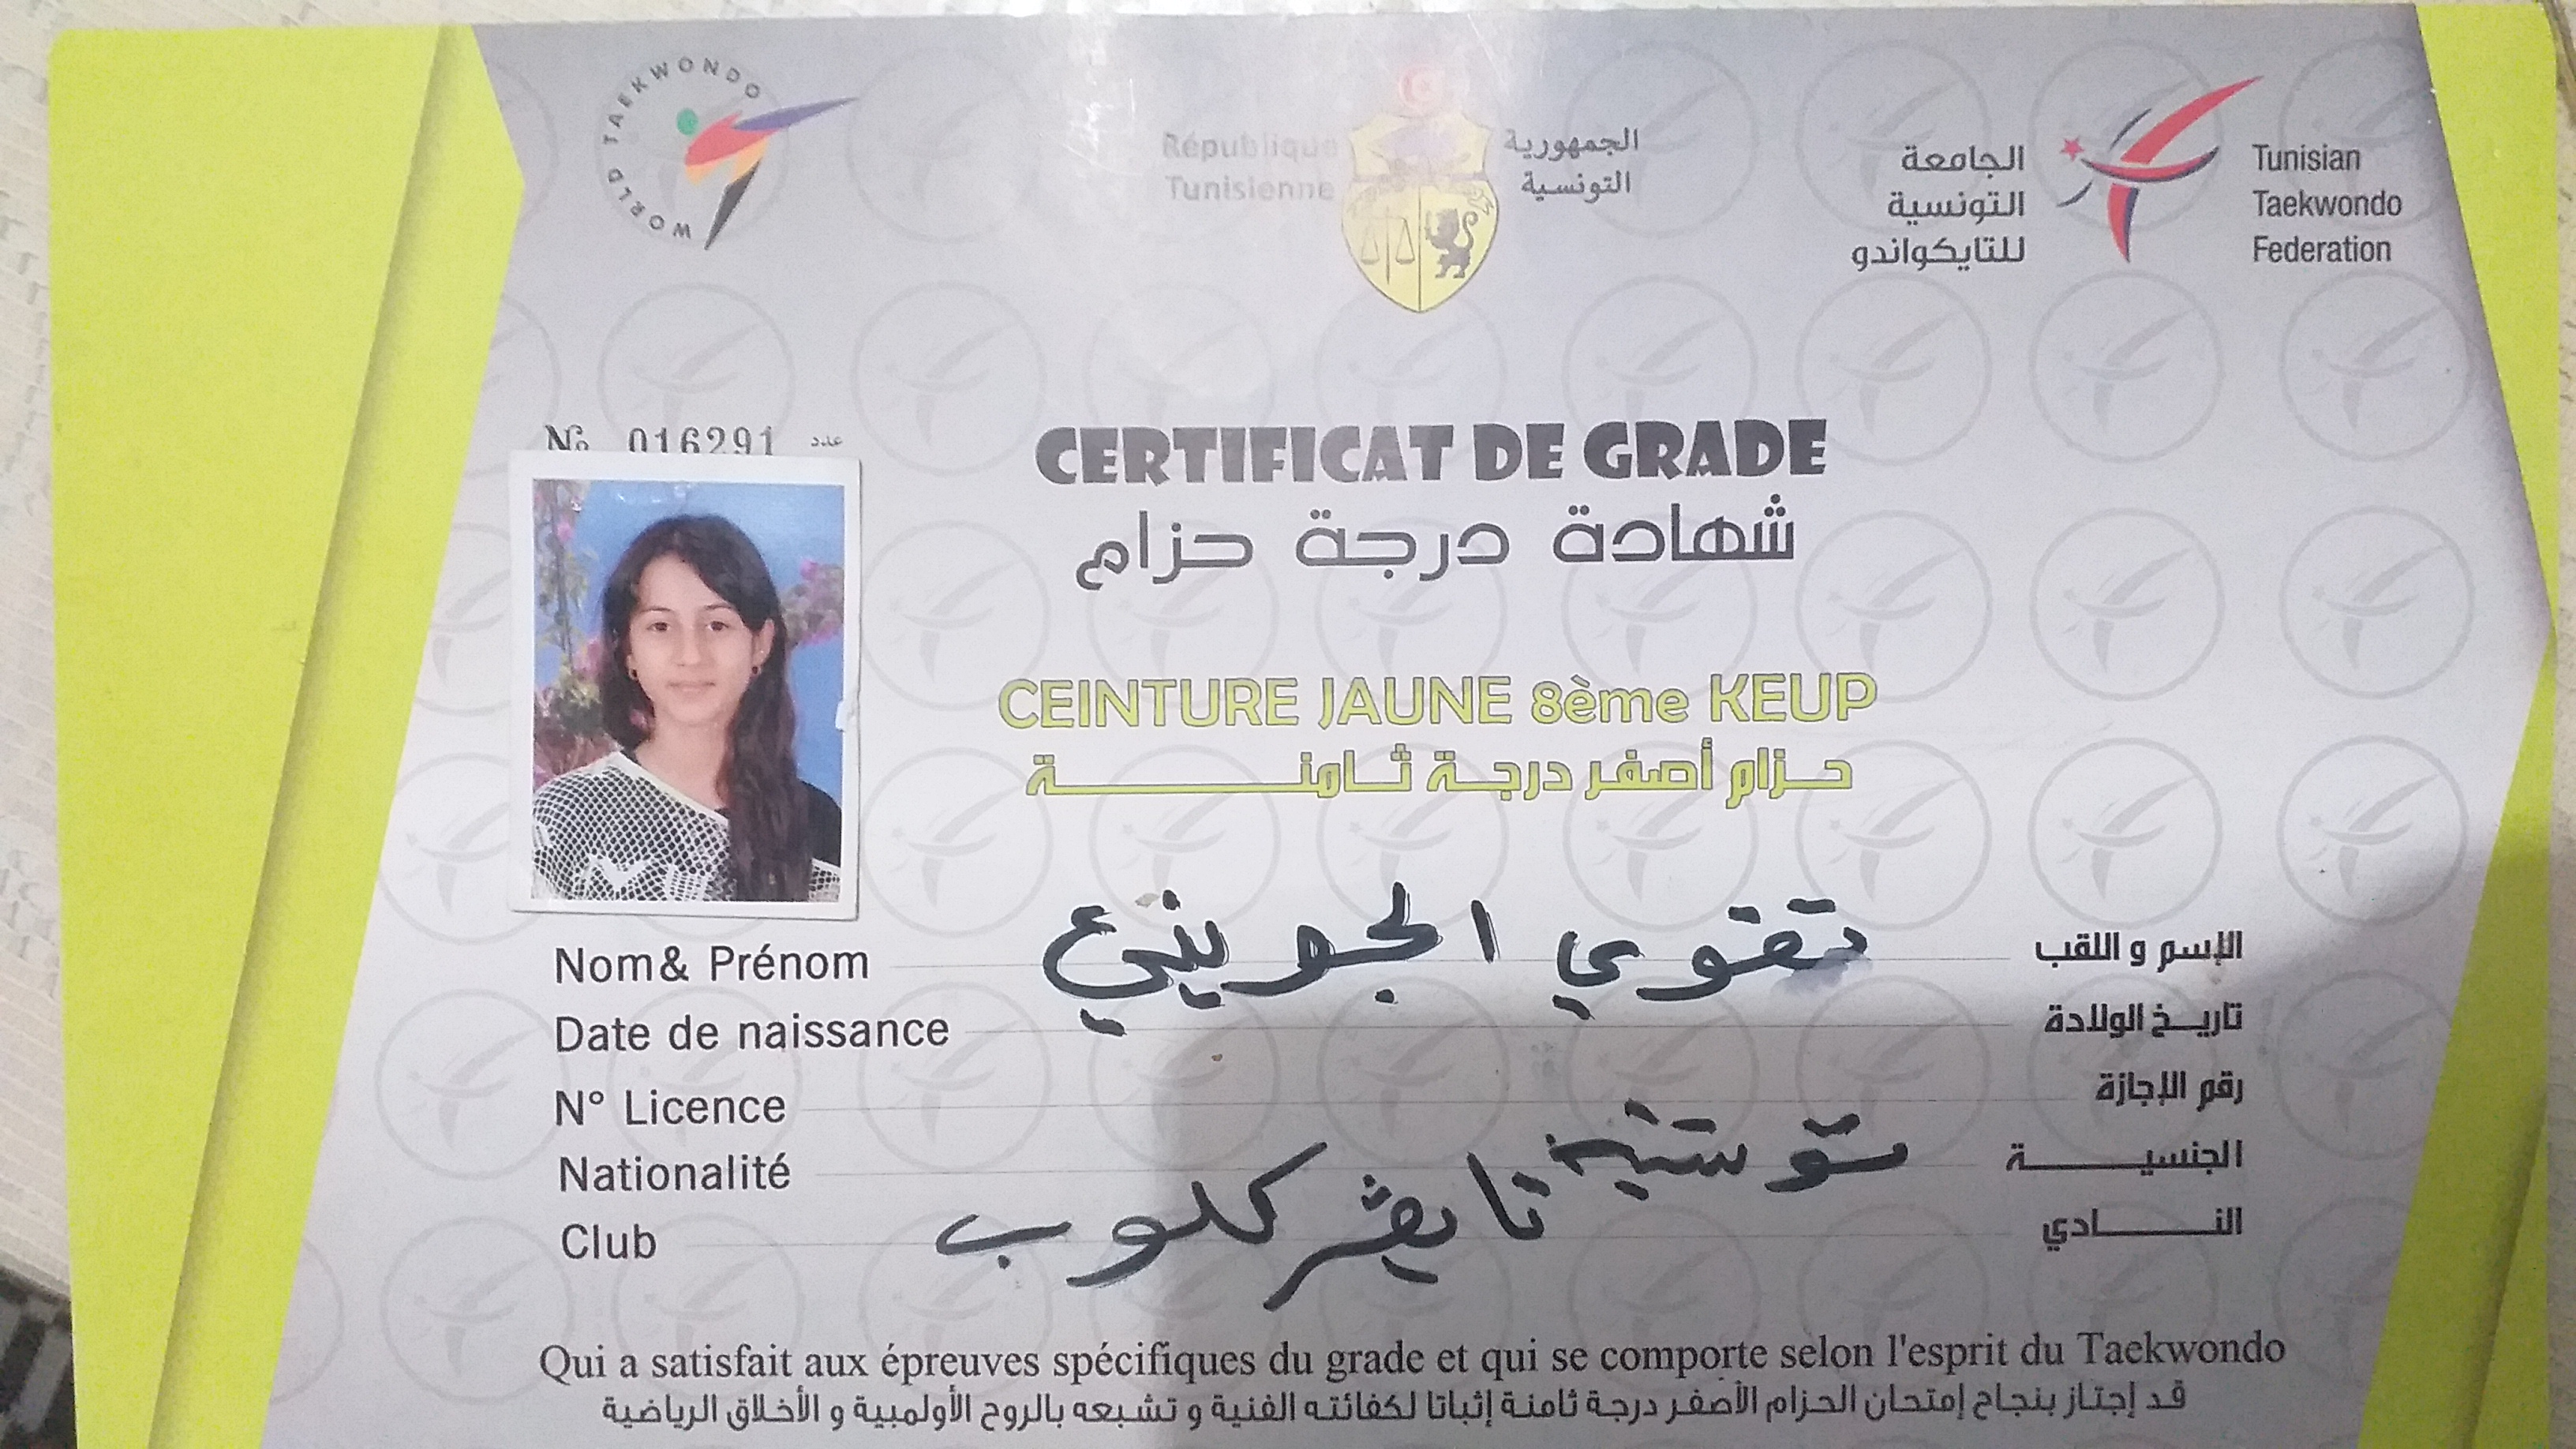 WORLD TAEKWONDO
République
Tunisienne
الجمهورية
التونسية
الجامعة
التونسية
للتايكواندو
Tunisian
Taekwondo
Federation
No 016291 عدد
CERTIFICAT DE GRADE
شهادة درجة حزام
CEINTURE JAUNE 8ème KEUP
حزام أصفر درجة ثامنة
Nom& Prénom تقوي الجويني الإسم و اللقب
Date de naissance تاريخ الولادة
N° Licence رقم الإجازة
Nationalité تونسية الجنسية
Club تايڨر كلوب النادي
Qui a satisfait aux épreuves spécifiques du grade et qui se comporte selon l'esprit du Taekwondo
قد إجتاز بنجاح إمتحان الحزام الأصفر درجة ثامنة إثباتا لكفائته الفنية و تشبعه بالروح الأولمبية و الأخلاق الرياضية